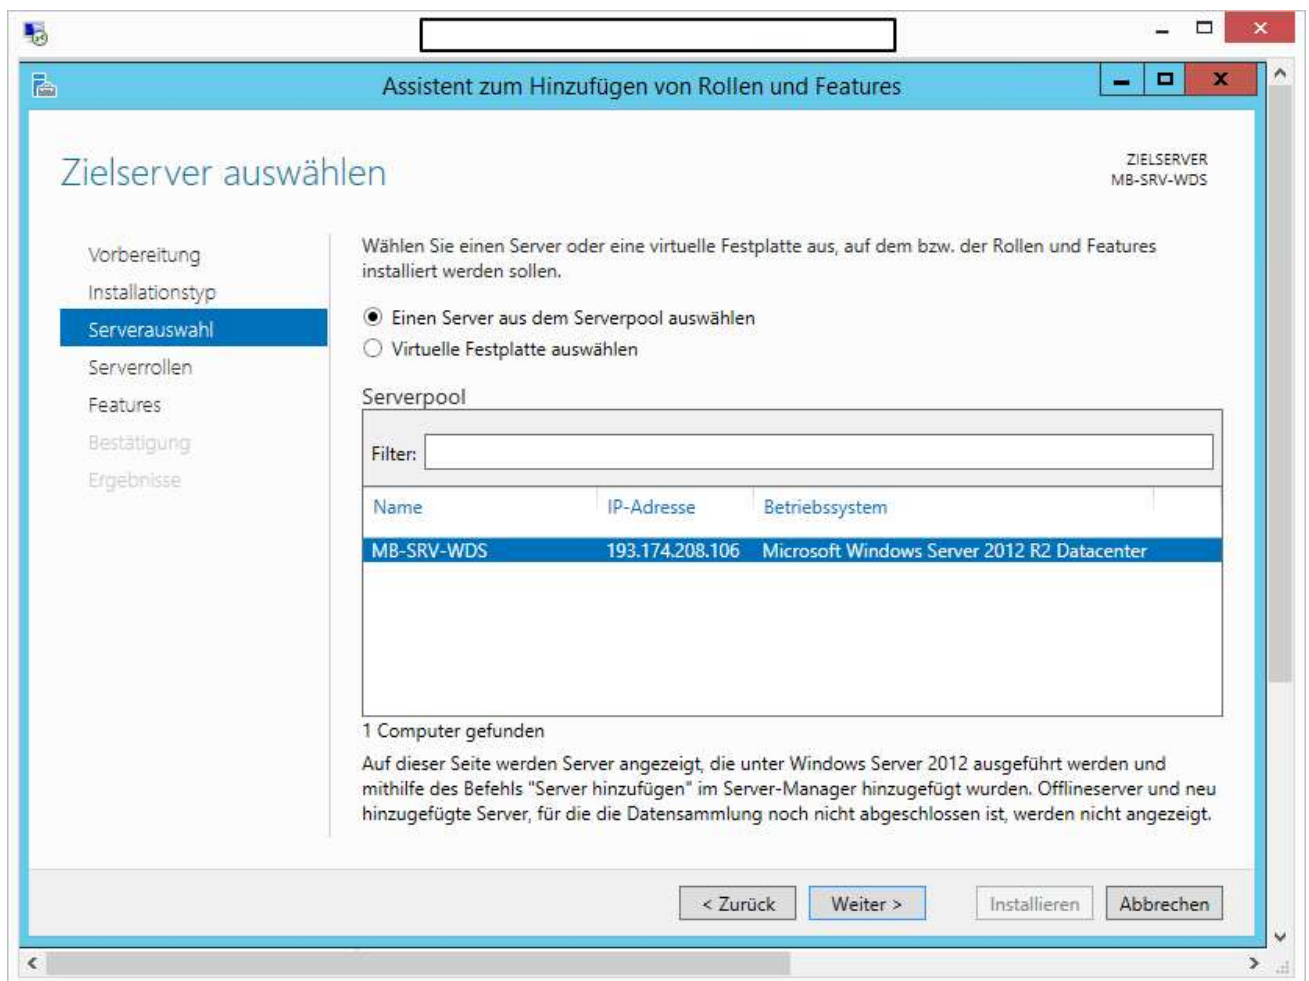 Assistent zum Hinzufügen von Rollen und Features
Zielserver auswählen
ZIELSERVER
MB-SRV-WDS
Vorbereitung
Installationstyp
Serverauswahl
Serverrollen
Features
Bestätigung
Ergebnisse
Wählen Sie einen Server oder eine virtuelle Festplatte aus, auf dem bzw. der Rollen und Features
installiert werden sollen.
Einen Server aus dem Serverpool auswählen
Virtuelle Festplatte auswählen
Serverpool
Filter:
Name IP-Adresse Betriebssystem
MB-SRV-WDS 193.174.208.106 Microsoft Windows Server 2012 R2 Datacenter
1 Computer gefunden
Auf dieser Seite werden Server angezeigt, die unter Windows Server 2012 ausgeführt werden und
mithilfe des Befehls "Server hinzufügen" im Server-Manager hinzugefügt wurden. Offlineserver und neu
hinzugefügte Server, für die die Datensammlung noch nicht abgeschlossen ist, werden nicht angezeigt.
< Zurück Weiter > Installieren Abbrechen